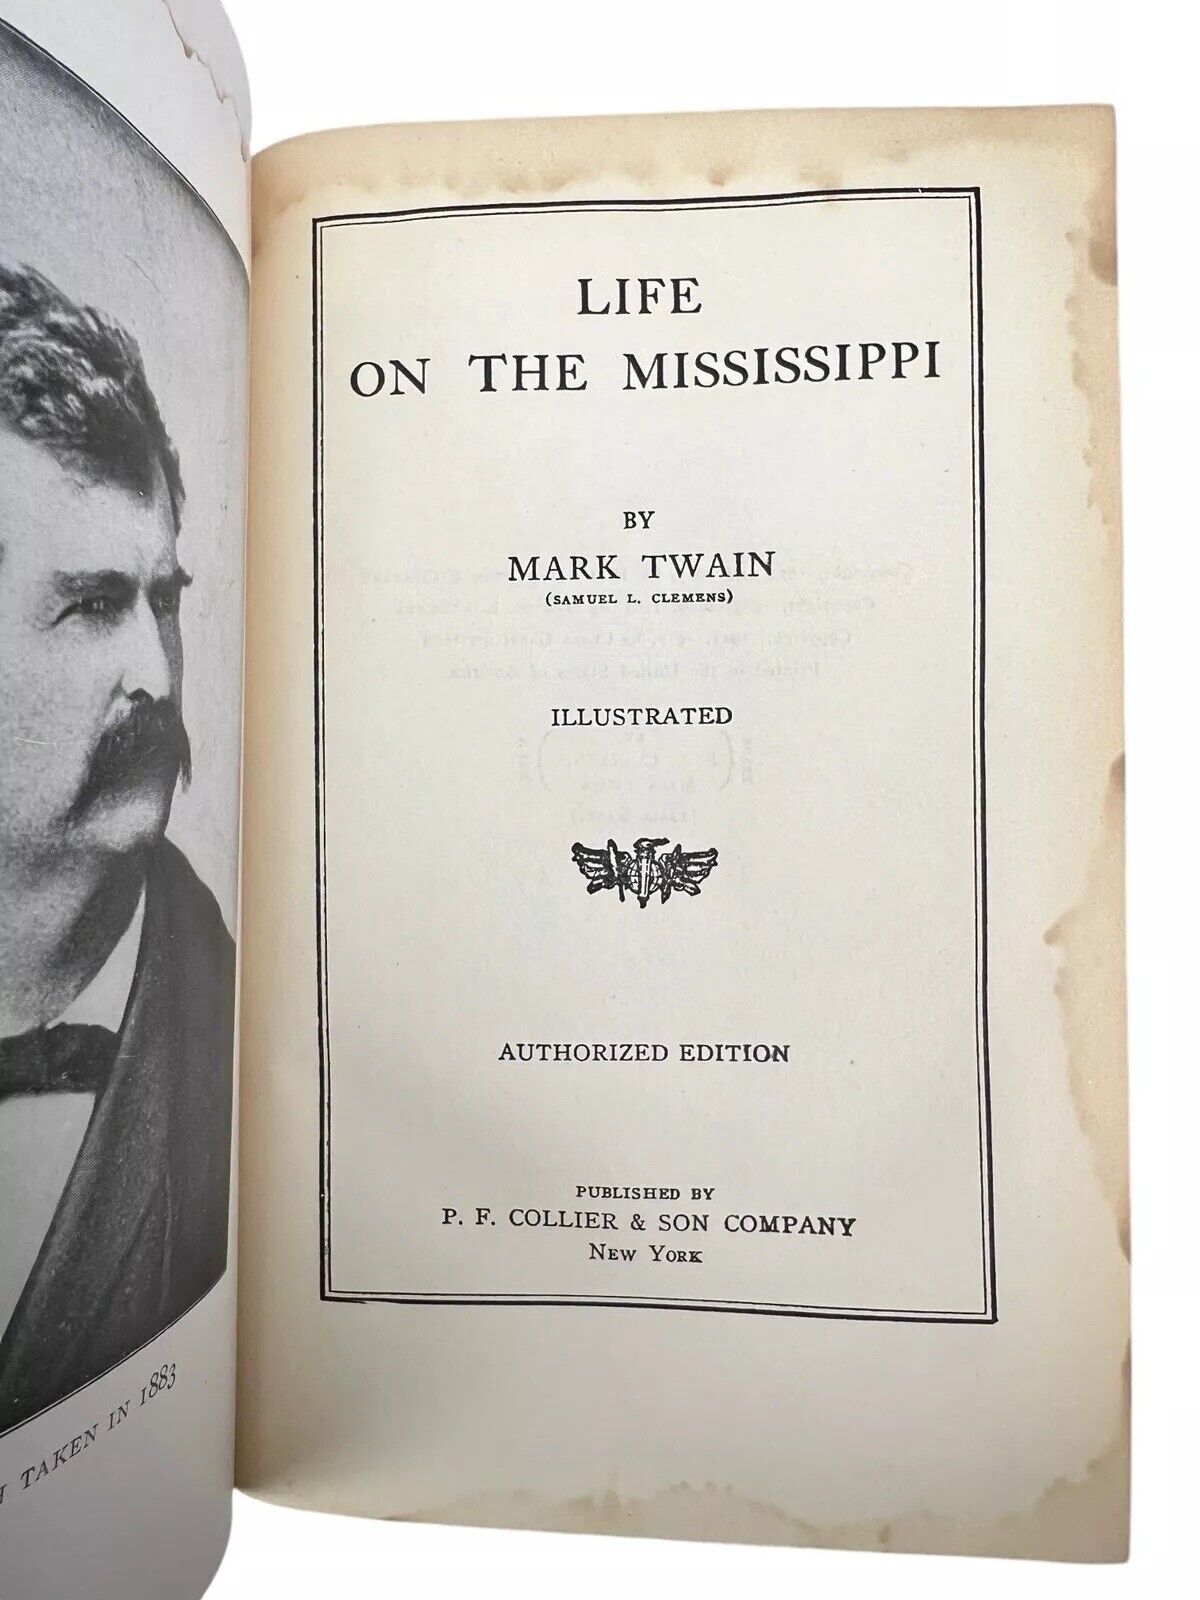 TAKEN IN 1883
LIFE
ON THE MISSISSIPPI
BY
MARK TWAIN
(SAMUEL L. CLEMENS)
ILLUSTRATED
AUTHORIZED EDITION
PUBLISHED BY
P. F. COLLIER & SON COMPANY
NEW YORK